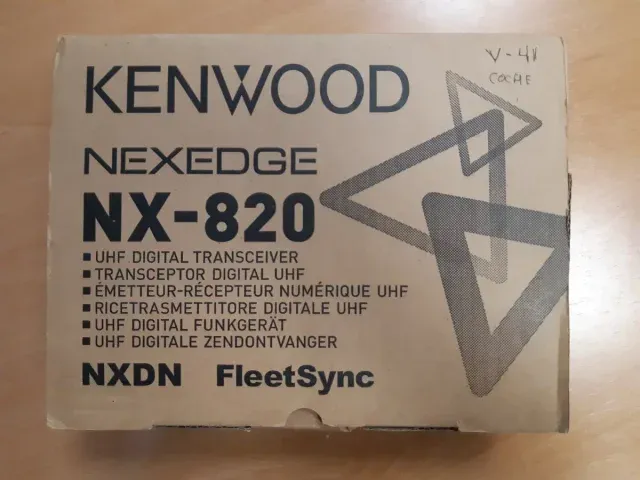 V-41
COCHE
KENWOOD
NEXEDGE
NX-820
■ UHF DIGITAL TRANSCEIVER
■ TRANSCEPTOR DIGITAL UHF
■ ÉMETTEUR-RÉCEPTEUR NUMÉRIQUE UHF
■ RICETRASMETTITORE DIGITALE UHF
■ UHF DIGITAL FUNKGERÄT
■ UHF DIGITALE ZENDONTVANGER
NXDN FleetSync